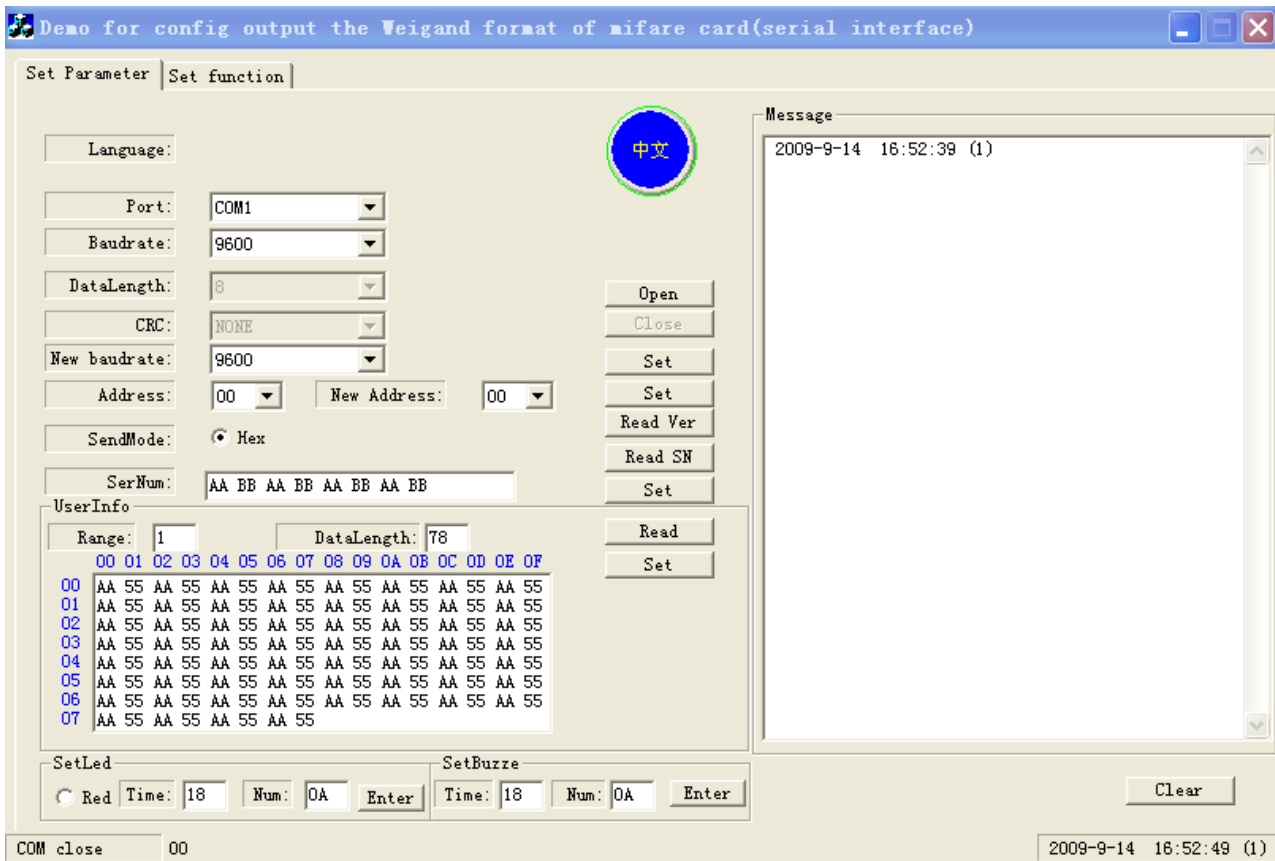 Demo for config output the Weigand format of mifare card(serial interface)
Set Parameter Set function
Language:
中文
Port: COM1
Baudrate: 9600
DataLength: 8
CRC: NONE
New baudrate: 9600
Address: 00 New Address: 00
SendMode: Hex
SerNum: AA BB AA BB AA BB AA BB
Open
Close
Set
Set
Read Ver
Read SN
Set
Read
Set
UserInfo
Range: 1 DataLength: 78
00 01 02 03 04 05 06 07 08 09 0A 0B 0C 0D 0E 0F
00 AA 55 AA 55 AA 55 AA 55 AA 55 AA 55 AA 55 AA 55
01 AA 55 AA 55 AA 55 AA 55 AA 55 AA 55 AA 55 AA 55
02 AA 55 AA 55 AA 55 AA 55 AA 55 AA 55 AA 55 AA 55
03 AA 55 AA 55 AA 55 AA 55 AA 55 AA 55 AA 55 AA 55
04 AA 55 AA 55 AA 55 AA 55 AA 55 AA 55 AA 55 AA 55
05 AA 55 AA 55 AA 55 AA 55 AA 55 AA 55 AA 55 AA 55
06 AA 55 AA 55 AA 55 AA 55 AA 55 AA 55 AA 55 AA 55
07 AA 55 AA 55 AA 55 AA 55
SetLed
Red Time: 18 Num: 0A Enter
SetBuzze
Time: 18 Num: 0A Enter
Message
2009-9-14 16:52:39 (1)
Clear
COM close 00 2009-9-14 16:52:49 (1)